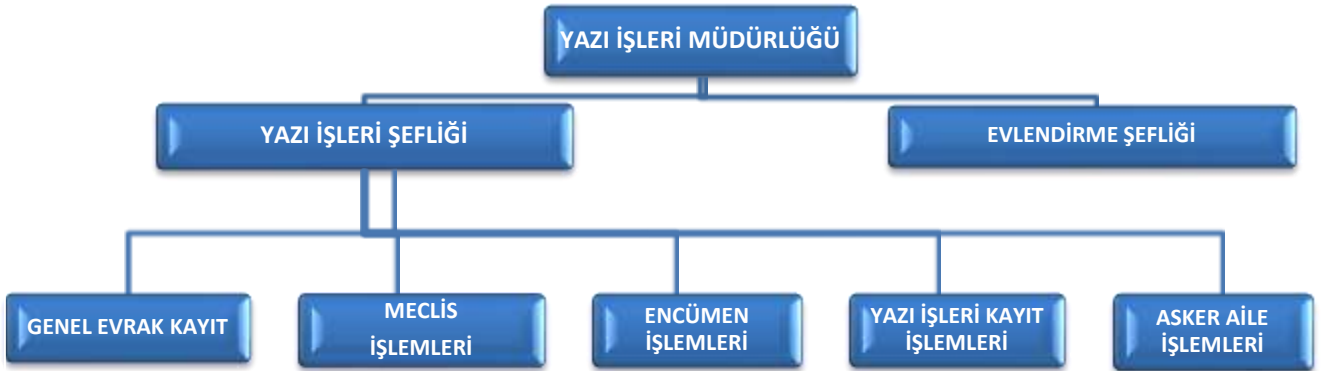 YAZI İŞLERİ MÜDÜRLÜĞÜ
YAZI İŞLERİ ŞEFLİĞİ
EVLENDİRME ŞEFLİĞİ
GENEL EVRAK KAYIT
MECLİS
İŞLEMLERİ
ENCÜMEN
İŞLEMLERİ
YAZI İŞLERİ KAYIT
İŞLEMLERİ
ASKER AİLE
İŞLEMLERİ